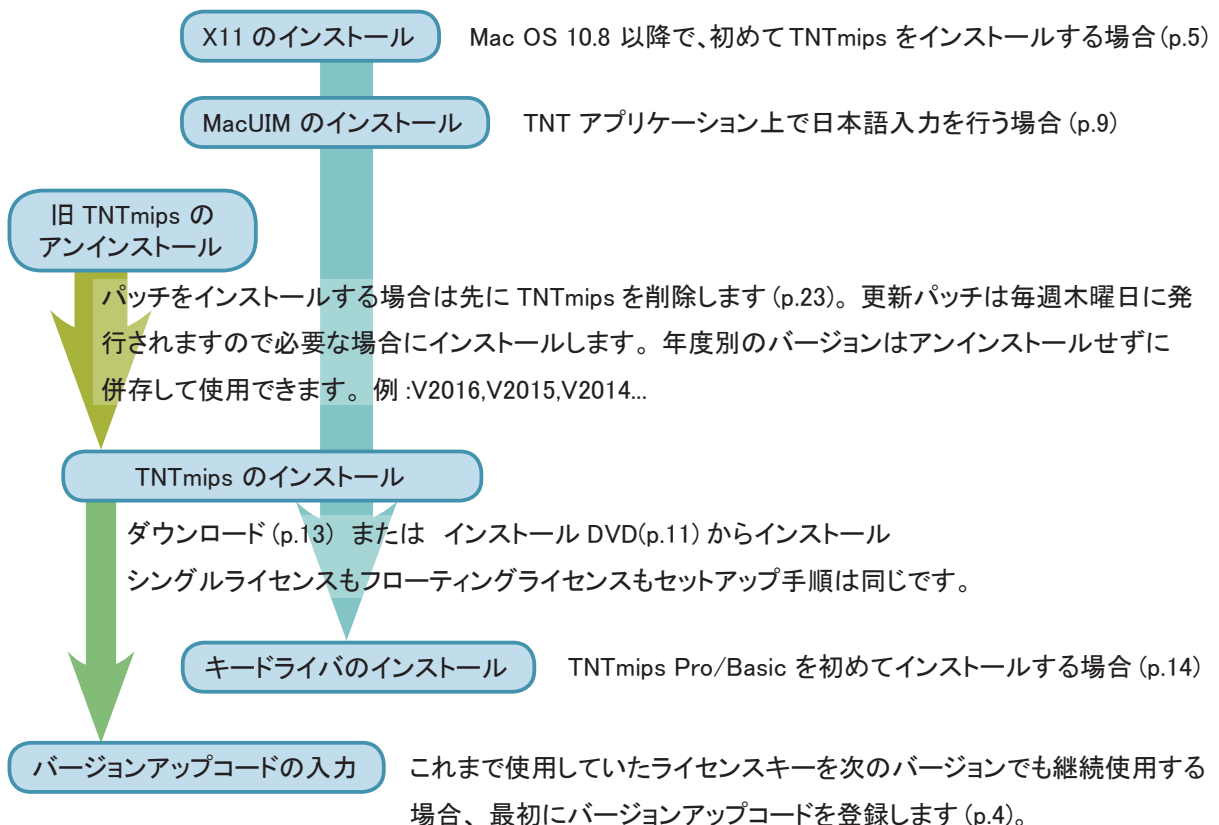 X11 のインストール　Mac OS 10.8 以降で、初めて TNTmips をインストールする場合 (p.5)
MacUIM のインストール　TNT アプリケーション上で日本語入力を行う場合 (p.9)
旧 TNTmips の
アンインストール
パッチをインストールする場合は先に TNTmips を削除します (p.23)。更新パッチは毎週木曜日に発
行されますので必要な場合にインストールします。年度別のバージョンはアンインストールせずに
併存して使用できます。例 :V2016,V2015,V2014...
TNTmips のインストール
ダウンロード (p.13)　または　インストール DVD(p.11) からインストール
シングルライセンスもフローティングライセンスもセットアップ手順は同じです。
キードライバのインストール　TNTmips Pro/Basic を初めてインストールする場合 (p.14)
バージョンアップコードの入力　これまで使用していたライセンスキーを次のバージョンでも継続使用する
場合、最初にバージョンアップコードを登録します (p.4)。